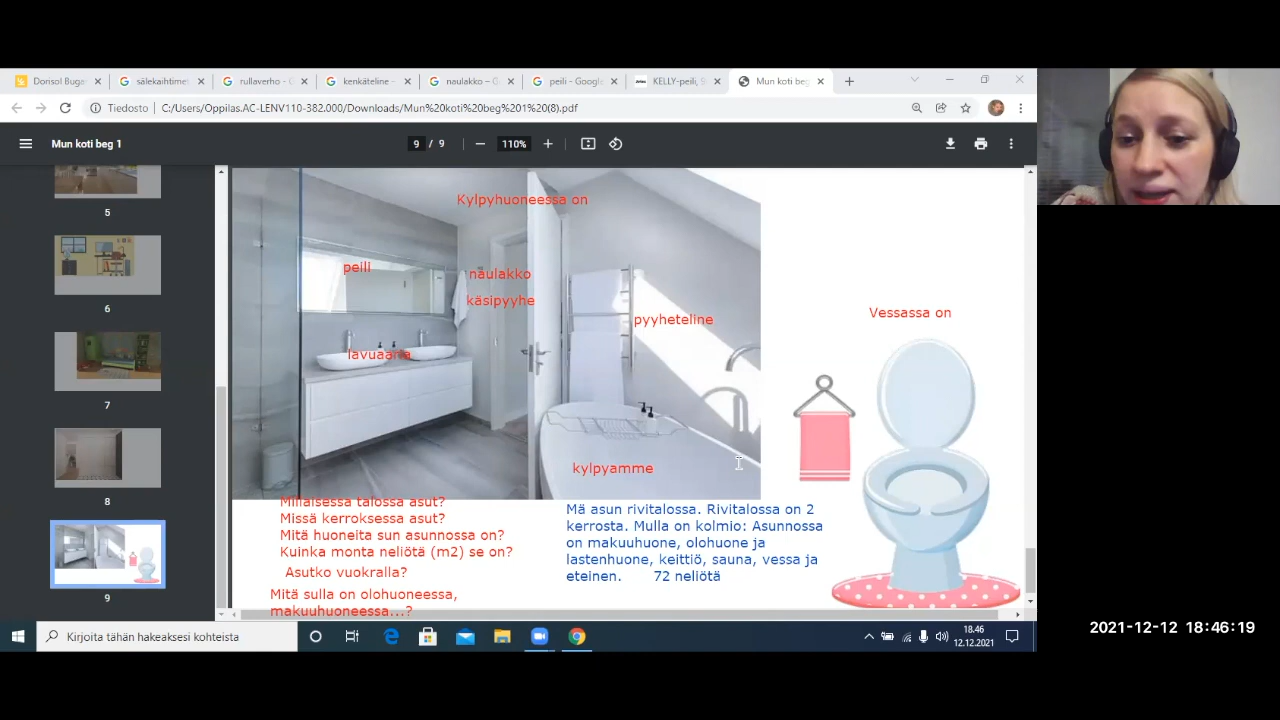 Dorisol Buga
sälekaihtime
rullaverho - G
kenkäteline -
naulakko – G
peili - Google
KELLY-peili, 9
Mun koti beg
Tiedosto
C:/Users/Oppilas.AC-LENV110-382.000/Downloads/Mun%20koti%20beg%201%20(8).pdf
Mun koti beg 1
9 / 9
110%
5
6
7
8
9
Kylpyhuoneessa on
peili
naulakko
käsipyyhe
pyyheteline
lavuaaria
kylpyamme
Vessassa on
Millaisessa talossa asut?
Missä kerroksessa asut?
Mitä huoneita sun asunnossa on?
Kuinka monta neliötä (m2) se on?
Asutko vuokralla?
Mitä sulla on olohuoneessa,
makuuhuoneessa...?
Mä asun rivitalossa. Rivitalossa on 2
kerrosta. Mulla on kolmio: Asunnossa
on makuuhuone, olohuone ja
lastenhuone, keittiö, sauna, vessa ja
eteinen. 72 neliötä
Kirjoita tähän hakeaksesi kohteista
18.46
12.12.2021
2021-12-12 18:46:19